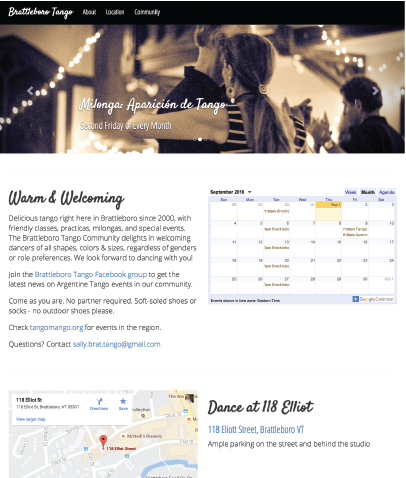 Brattleboro Tango About Location Community
Milonga: Aparición de Tango
Second Friday of Every Month
Warm & Welcoming
Delicious tango right here in Brattleboro since 2000, with
friendly classes, practicas, milongas, and special events.
The Brattleboro Tango Community delights in welcoming
dancers of all shapes, colors & sizes, regardless of genders
or role preferences. We look forward to dancing with you!
Join the Brattleboro Tango Facebook group to get the
latest news on Argentine Tango events in our community.
Come as you are. No partner required. Soft-soled shoes or
socks - no outdoor shoes please.
Check tangomango.org for events in the region.
Questions? Contact sally.brat.tango@gmail.com
September 2016 Week Month Agenda
Sun Mon Tue Wed Thu Fri Sat
28 29 30 31 Sep 1 2 3
4 5 6 7 8 9 10
11 12 13 14 15 16 17
18 19 20 21 22 23 24
25 26 27 28 29 30
Events shown in time zone: Eastern Time
Google Calendar
118 Elliot St
118 Elliot St, Brattleboro, VT 05301
View larger map
Directions Save
McNeill's Brewery
118 Elliot Street
Dance at 118 Elliot
118 Eliott Street, Brattleboro VT
Ample parking on the street and behind the studio